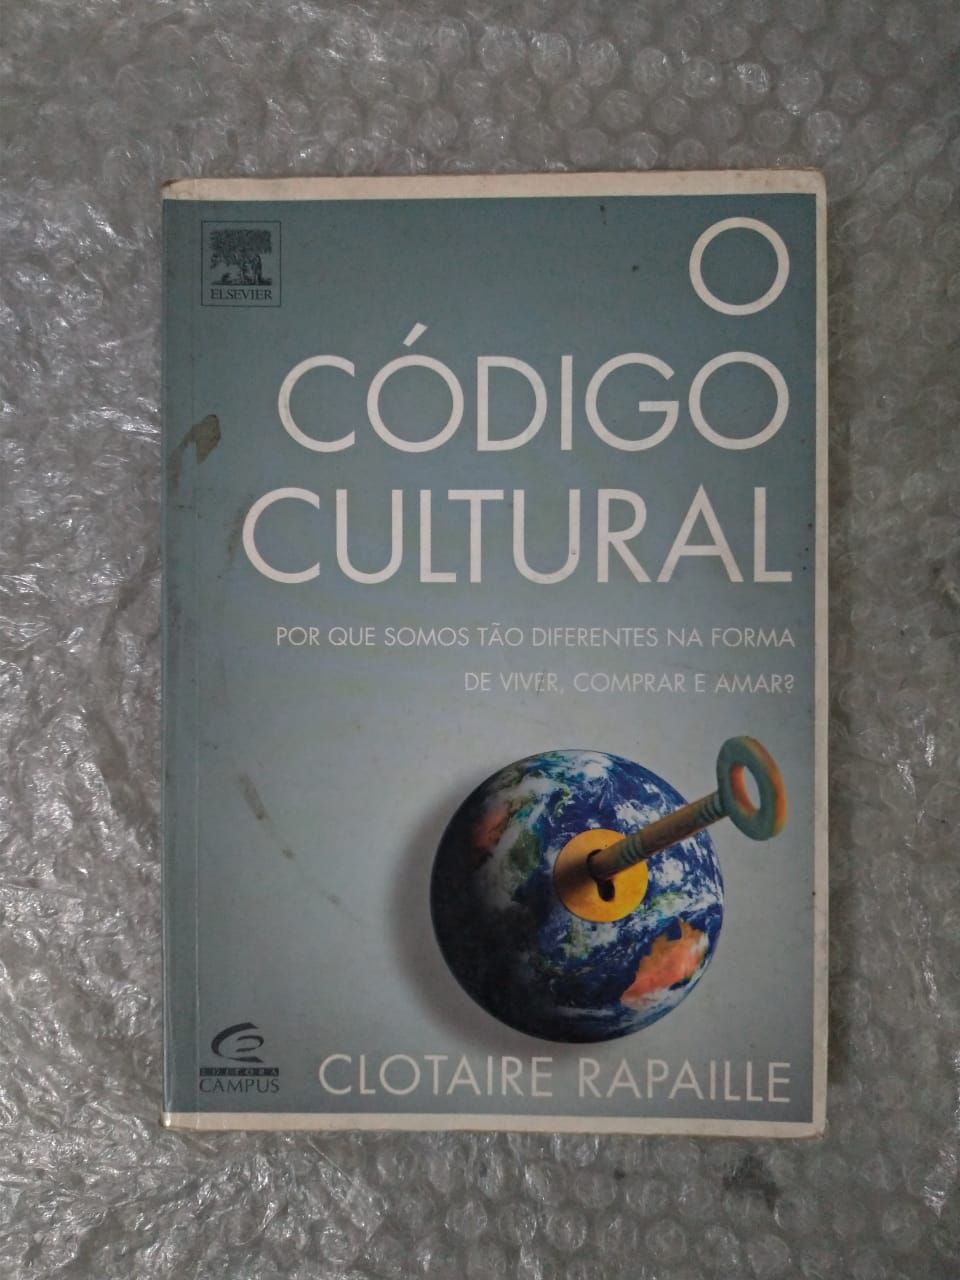 ELSEVIER
O
CÓDIGO
CULTURAL
POR QUE SOMOS TÃO DIFERENTES NA FORMA
DE VIVER, COMPRAR E AMAR?
EDITORA
CAMPUS
CLOTAIRE RAPAILLE